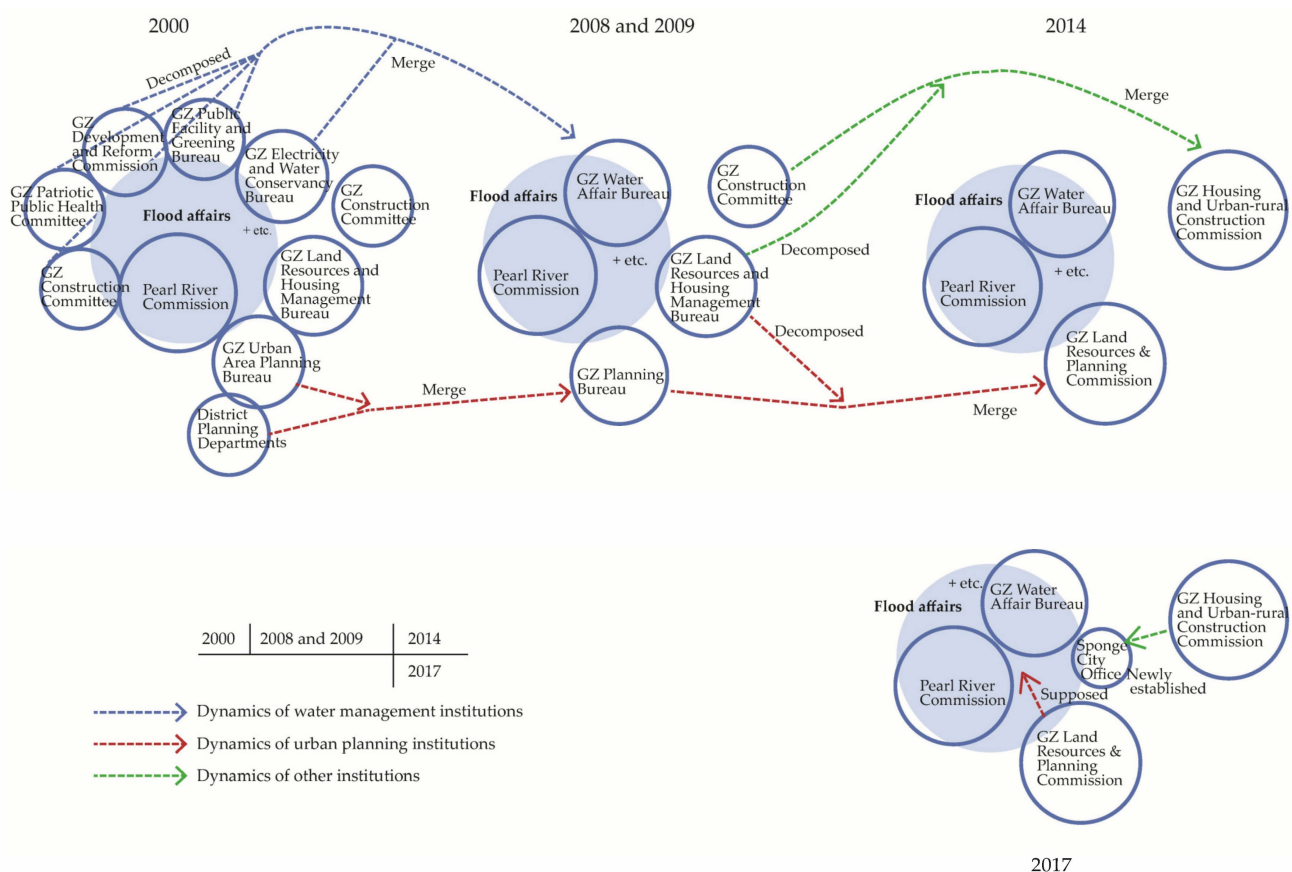 2000
2008 and 2009
2014
Decomposed
Merge
Merge
GZ
Development
and Reform
Commission
GZ Public
Facility and
Greening
Bureau
GZ Electricity
and Water
Conservancy
Bureau
GZ
Construction
Committee
GZ Patriotic
Public Health
Committee
Flood affairs
+ etc.
GZ
Construction
Committee
Pearl River
Commission
GZ Land
Resources and
Housing
Management
Bureau
GZ Urban
Area Planning
Bureau
District
Planning
Departments
Merge
Flood affairs
GZ Water
Affair Bureau
GZ
Construction
Committee
+ etc.
Pearl River
Commission
GZ Land
Resources and
Housing
Management
Bureau
Decomposed
Decomposed
GZ Planning
Bureau
Merge
Flood affairs
GZ Water
Affair Bureau
GZ Housing
and Urban-rural
Construction
Commission
+ etc.
Pearl River
Commission
GZ Land
Resources &
Planning
Commission
2000
2008 and 2009
2014
2017
Dynamics of water management institutions
Dynamics of urban planning institutions
Dynamics of other institutions
+ etc.
Flood affairs
GZ Water
Affair Bureau
GZ Housing
and Urban-rural
Construction
Commission
Sponge
City
Office
Newly
established
Pearl River
Commission
Supposed
GZ Land
Resources &
Planning
Commission
2017